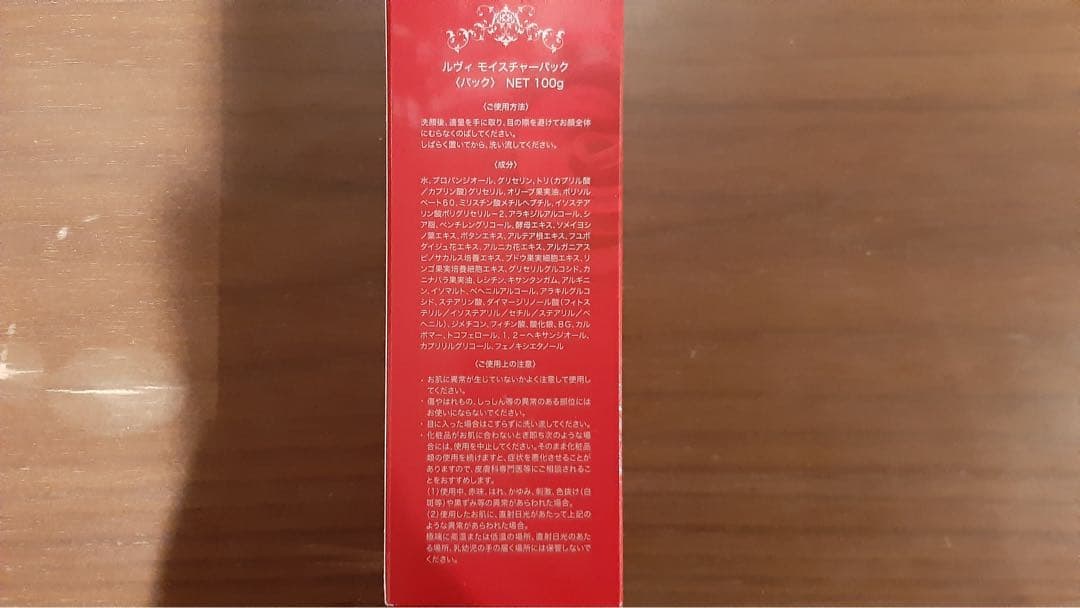 ルヴィ モイスチャーパック
〈パック〉 NET 100g
〈ご使用方法〉
洗顔後、適量を手に取り、目の際を避けてお顔全体
にむらなくのばしてください。
しばらく置いてから、洗い流してください。
〈成分〉
水、プロパンジオール、グリセリン、トリ(カプリル酸
/カプリン酸)グリセリル、オリーブ果実油、ポリソル
ベート60、ミリスチン酸メチルヘプチル、イソステア
リン酸ポリグリセリル-2、アラキジルアルコール、シ
ア脂、ペンチレングリコール、酵母エキス、ソメイヨシ
ノ葉エキス、ボタンエキス、アルテア根エキス、フユボ
ダイジュ花エキス、アルニカ花エキス、アルガニアス
ピノサカルス培養エキス、ブドウ果実細胞エキス、リ
ンゴ果実培養細胞エキス、グリセリルグルコシド、カ
ニナバラ果実油、レシチン、キサンタンガム、アルギニ
ン、イソマルト、ベヘニルアルコール、アラキルグルコ
シド、ステアリン酸、ダイマージリノール酸(フィトス
テリル/イソステアリル/セチル/ステアリル/ベ
ヘニル)、ジメチコン、フィチン酸、酸化銀、BG、カル
ボマー、トコフェロール、1,2-ヘキサンジオール、
カプリリルグリコール、フェノキシエタノール
〈ご使用上の注意〉
・お肌に異常が生じていないかよく注意して使用し
てください。
・傷やはれもの、しっしん等の異常のある部位には
お使いにならないでください。
・目に入った場合はこすらずに洗い流してください。
・化粧品がお肌に合わないとき即ち次のような場
合には、使用を中止してください。そのまま化粧品
類の使用を続けますと、症状を悪化させることが
ありますので、皮膚科専門医等にご相談されるこ
とをおすすめします。
(1)使用中、赤味、はれ、かゆみ、刺激、色抜け(白
斑等)や黒ずみ等の異常があらわれた場合。
(2)使用したお肌に、直射日光があたって上記の
ような異常があらわれた場合。
極端に高温または低温の場所、直射日光のあた
る場所、乳幼児の手の届く場所には保管しないで
ください。